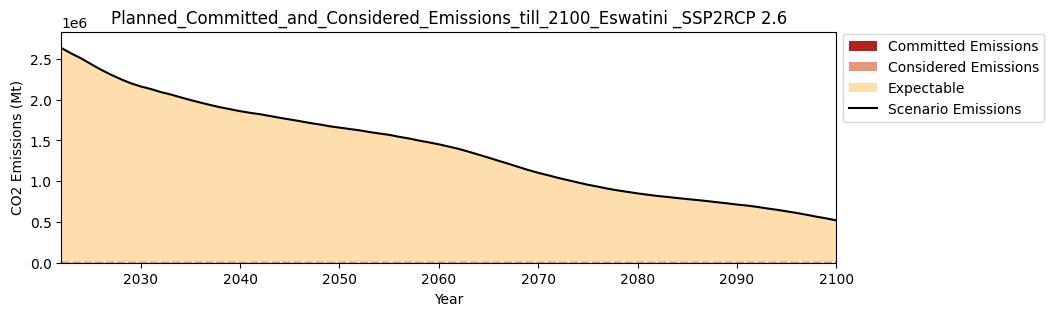 Planned_Committed_and_Considered_Emissions_till_2100_Eswatini _SSP2RCP 2.6
1e6
2.5
2.0
1.5
1.0
0.5
0.0
CO2 Emissions (Mt)
2030 2040 2050 2060 2070 2080 2090 2100
Year
Committed Emissions
Considered Emissions
Expectable
Scenario Emissions